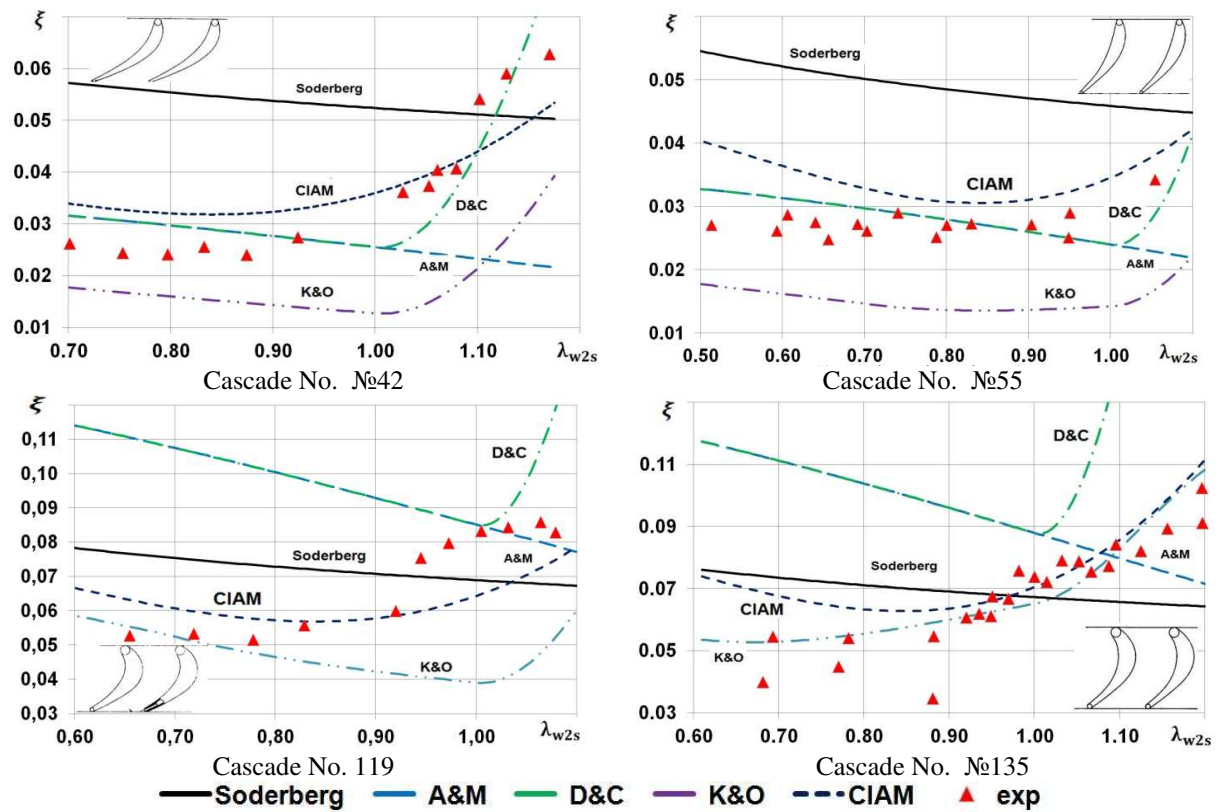 ξ
0.06
0.05
0.04
0.03
0.02
0.01
Soderberg
CIAM
D&C
A&M
K&O
0.70 0.80 0.90 1.00 1.10 λw2s
Cascade No. №42
ξ
0.05
0.04
0.03
0.02
0.01
Soderberg
CIAM
D&C
A&M
K&O
0.50 0.60 0.70 0.80 0.90 1.00 λw2s
Cascade No. №55
ξ
0,11
0,10
0,09
0,08
0,07
0,06
0,05
0,04
0,03
D&C
Soderberg
A&M
CIAM
K&O
0,60 0,70 0,80 0,90 1,00 λw2s
Cascade No. 119
ξ
0.11
0.09
0.07
0.05
0.03
D&C
A&M
Soderberg
CIAM
K&O
0.60 0.70 0.80 0.90 1.00 1.10 λw2s
Cascade No. №135
Soderberg A&M D&C K&O CIAM exp